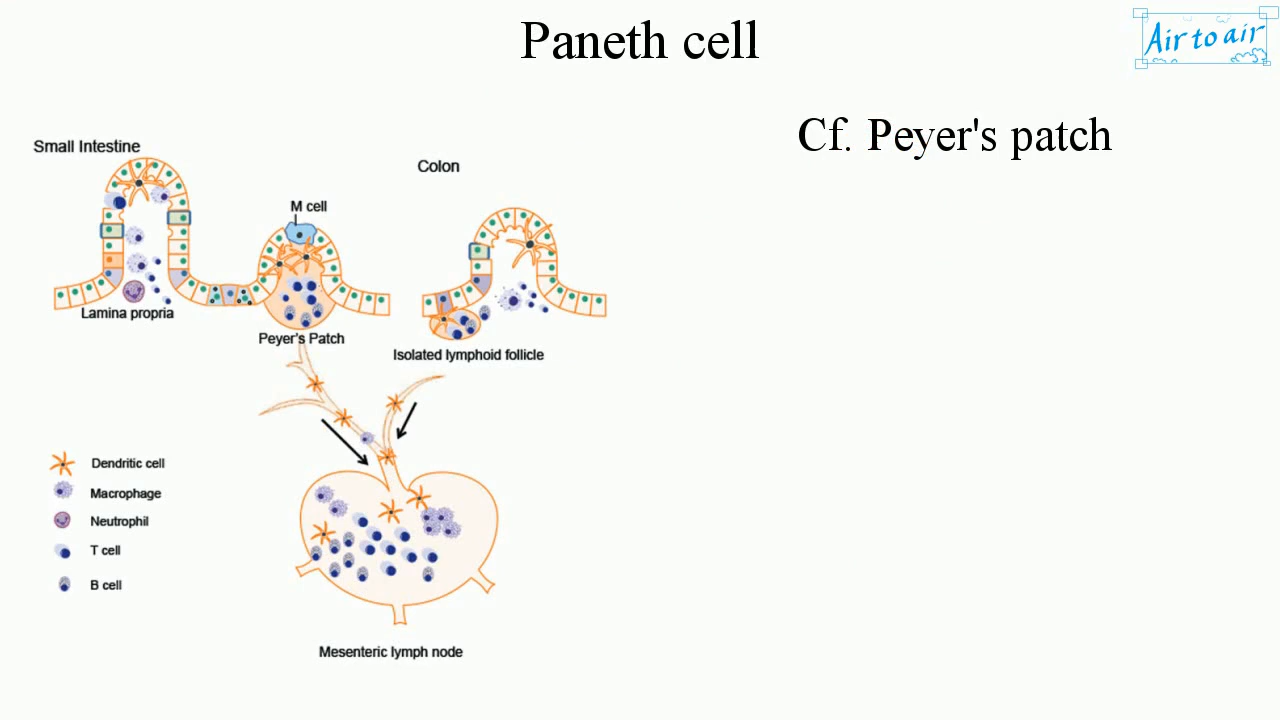 Paneth cell
Air to air
Cf. Peyer's patch
Small Intestine
Colon
M cell
Lamina propria
Peyer's Patch
Isolated lymphoid follicle
Dendritic cell
Macrophage
Neutrophil
T cell
B cell
Mesenteric lymph node